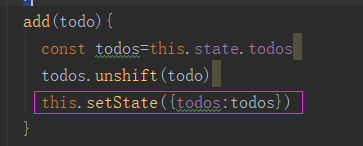 add(todo){
const todos=this.state.todos
todos.unshift(todo)
this.setState({todos:todos})
}